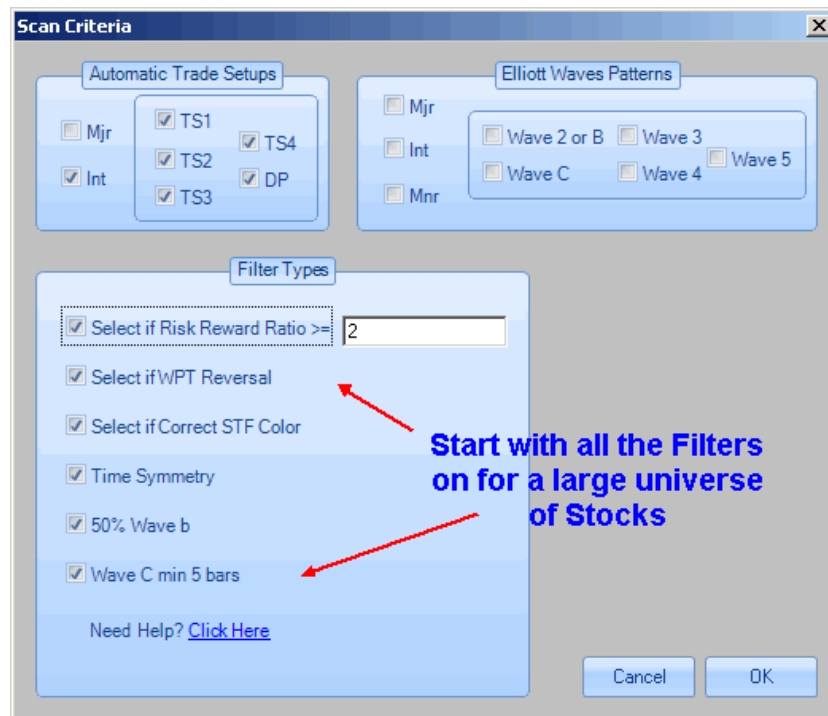 Scan Criteria
Automatic Trade Setups
Mjr
Int
TS1
TS2
TS3
TS4
DP
Elliott Waves Patterns
Mjr
Int
Mnr
Wave 2 or B
Wave 3
Wave C
Wave 4
Wave 5
Filter Types
Select if Risk Reward Ratio >= 2
Select if WPT Reversal
Select if Correct STF Color
Time Symmetry
50% Wave b
Wave C min 5 bars
Need Help? Click Here
Start with all the Filters
on for a large universe
of Stocks
Cancel
OK